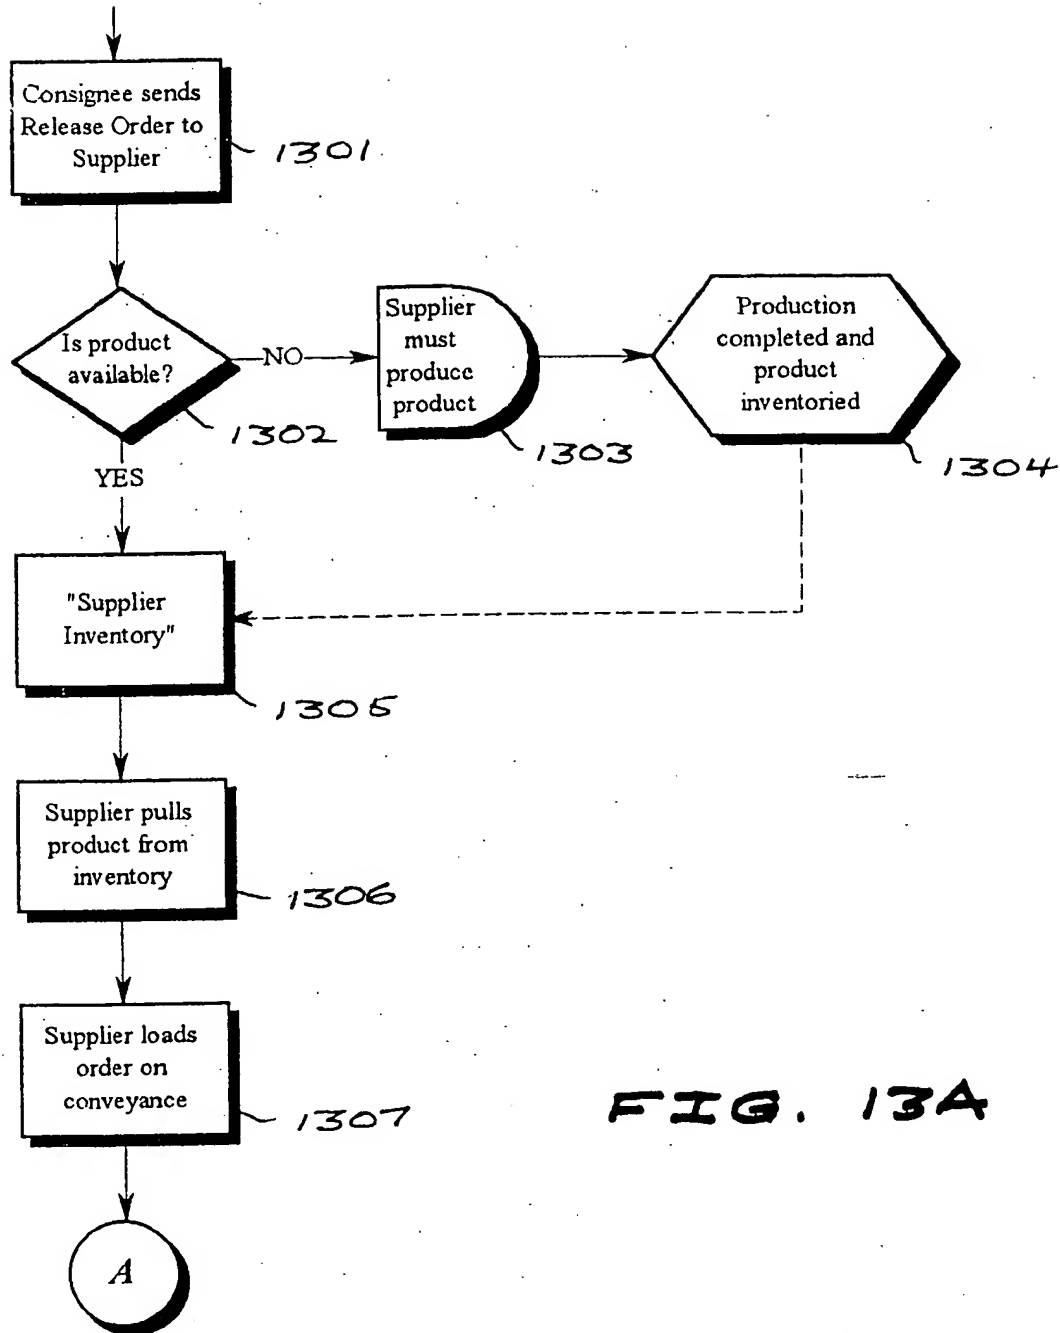 Consignee sends
Release Order to
Supplier
1301
Is product
available?
1302
NO
Supplier
must
produce
product
1303
Production
completed and
product
inventoried
1304
YES
"Supplier
Inventory"
1305
Supplier pulls
product from
inventory
1306
Supplier loads
order on
conveyance
1307
FIG. 13A
A